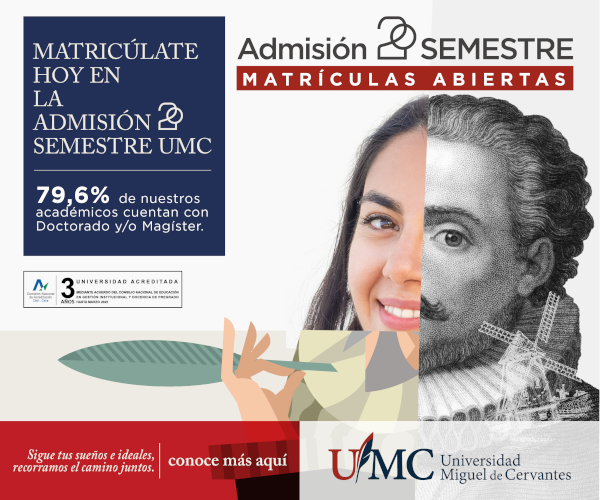 MATRICÚLATE
HOY EN
LA
ADMISIÓN 2º
SEMESTRE UMC
79,6% de nuestros
académicos cuentan con
Doctorado y/o Magíster.
Admisión 2º SEMESTRE
MATRÍCULAS ABIERTAS
Comisión Nacional
de Acreditación
CNA - Chile
3
AÑOS
UNIVERSIDAD ACREDITADA
MEDIANTE ACUERDO DEL CONSEJO NACIONAL DE EDUCACIÓN
EN GESTIÓN INSTITUCIONAL Y DOCENCIA DE PREGRADO
Sigue tus sueños e ideales,
recorramos el camino juntos.
conoce más aquí
UMC
Universidad
Miguel de Cervantes